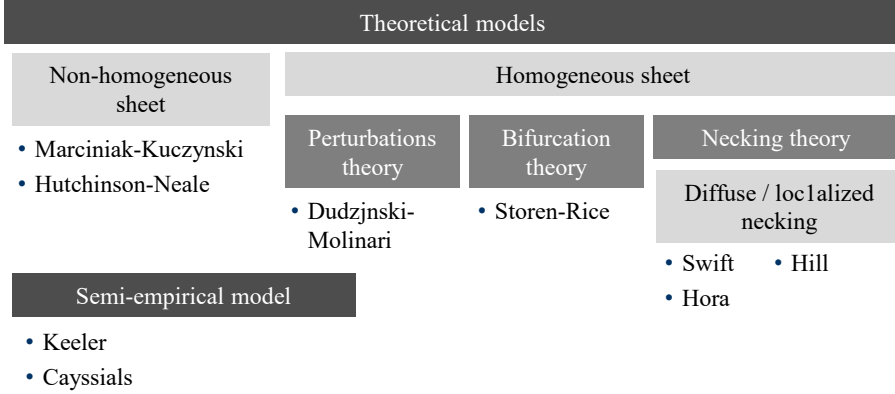 Theoretical models
Non-homogeneous
sheet
• Marciniak-Kuczynski
• Hutchinson-Neale
Homogeneous sheet
Perturbations
theory
• Dudzjnski-
Molinari
Bifurcation
theory
• Storen-Rice
Necking theory
Diffuse / loc1alized
necking
• Swift
• Hill
• Hora
Semi-empirical model
• Keeler
• Cayssials